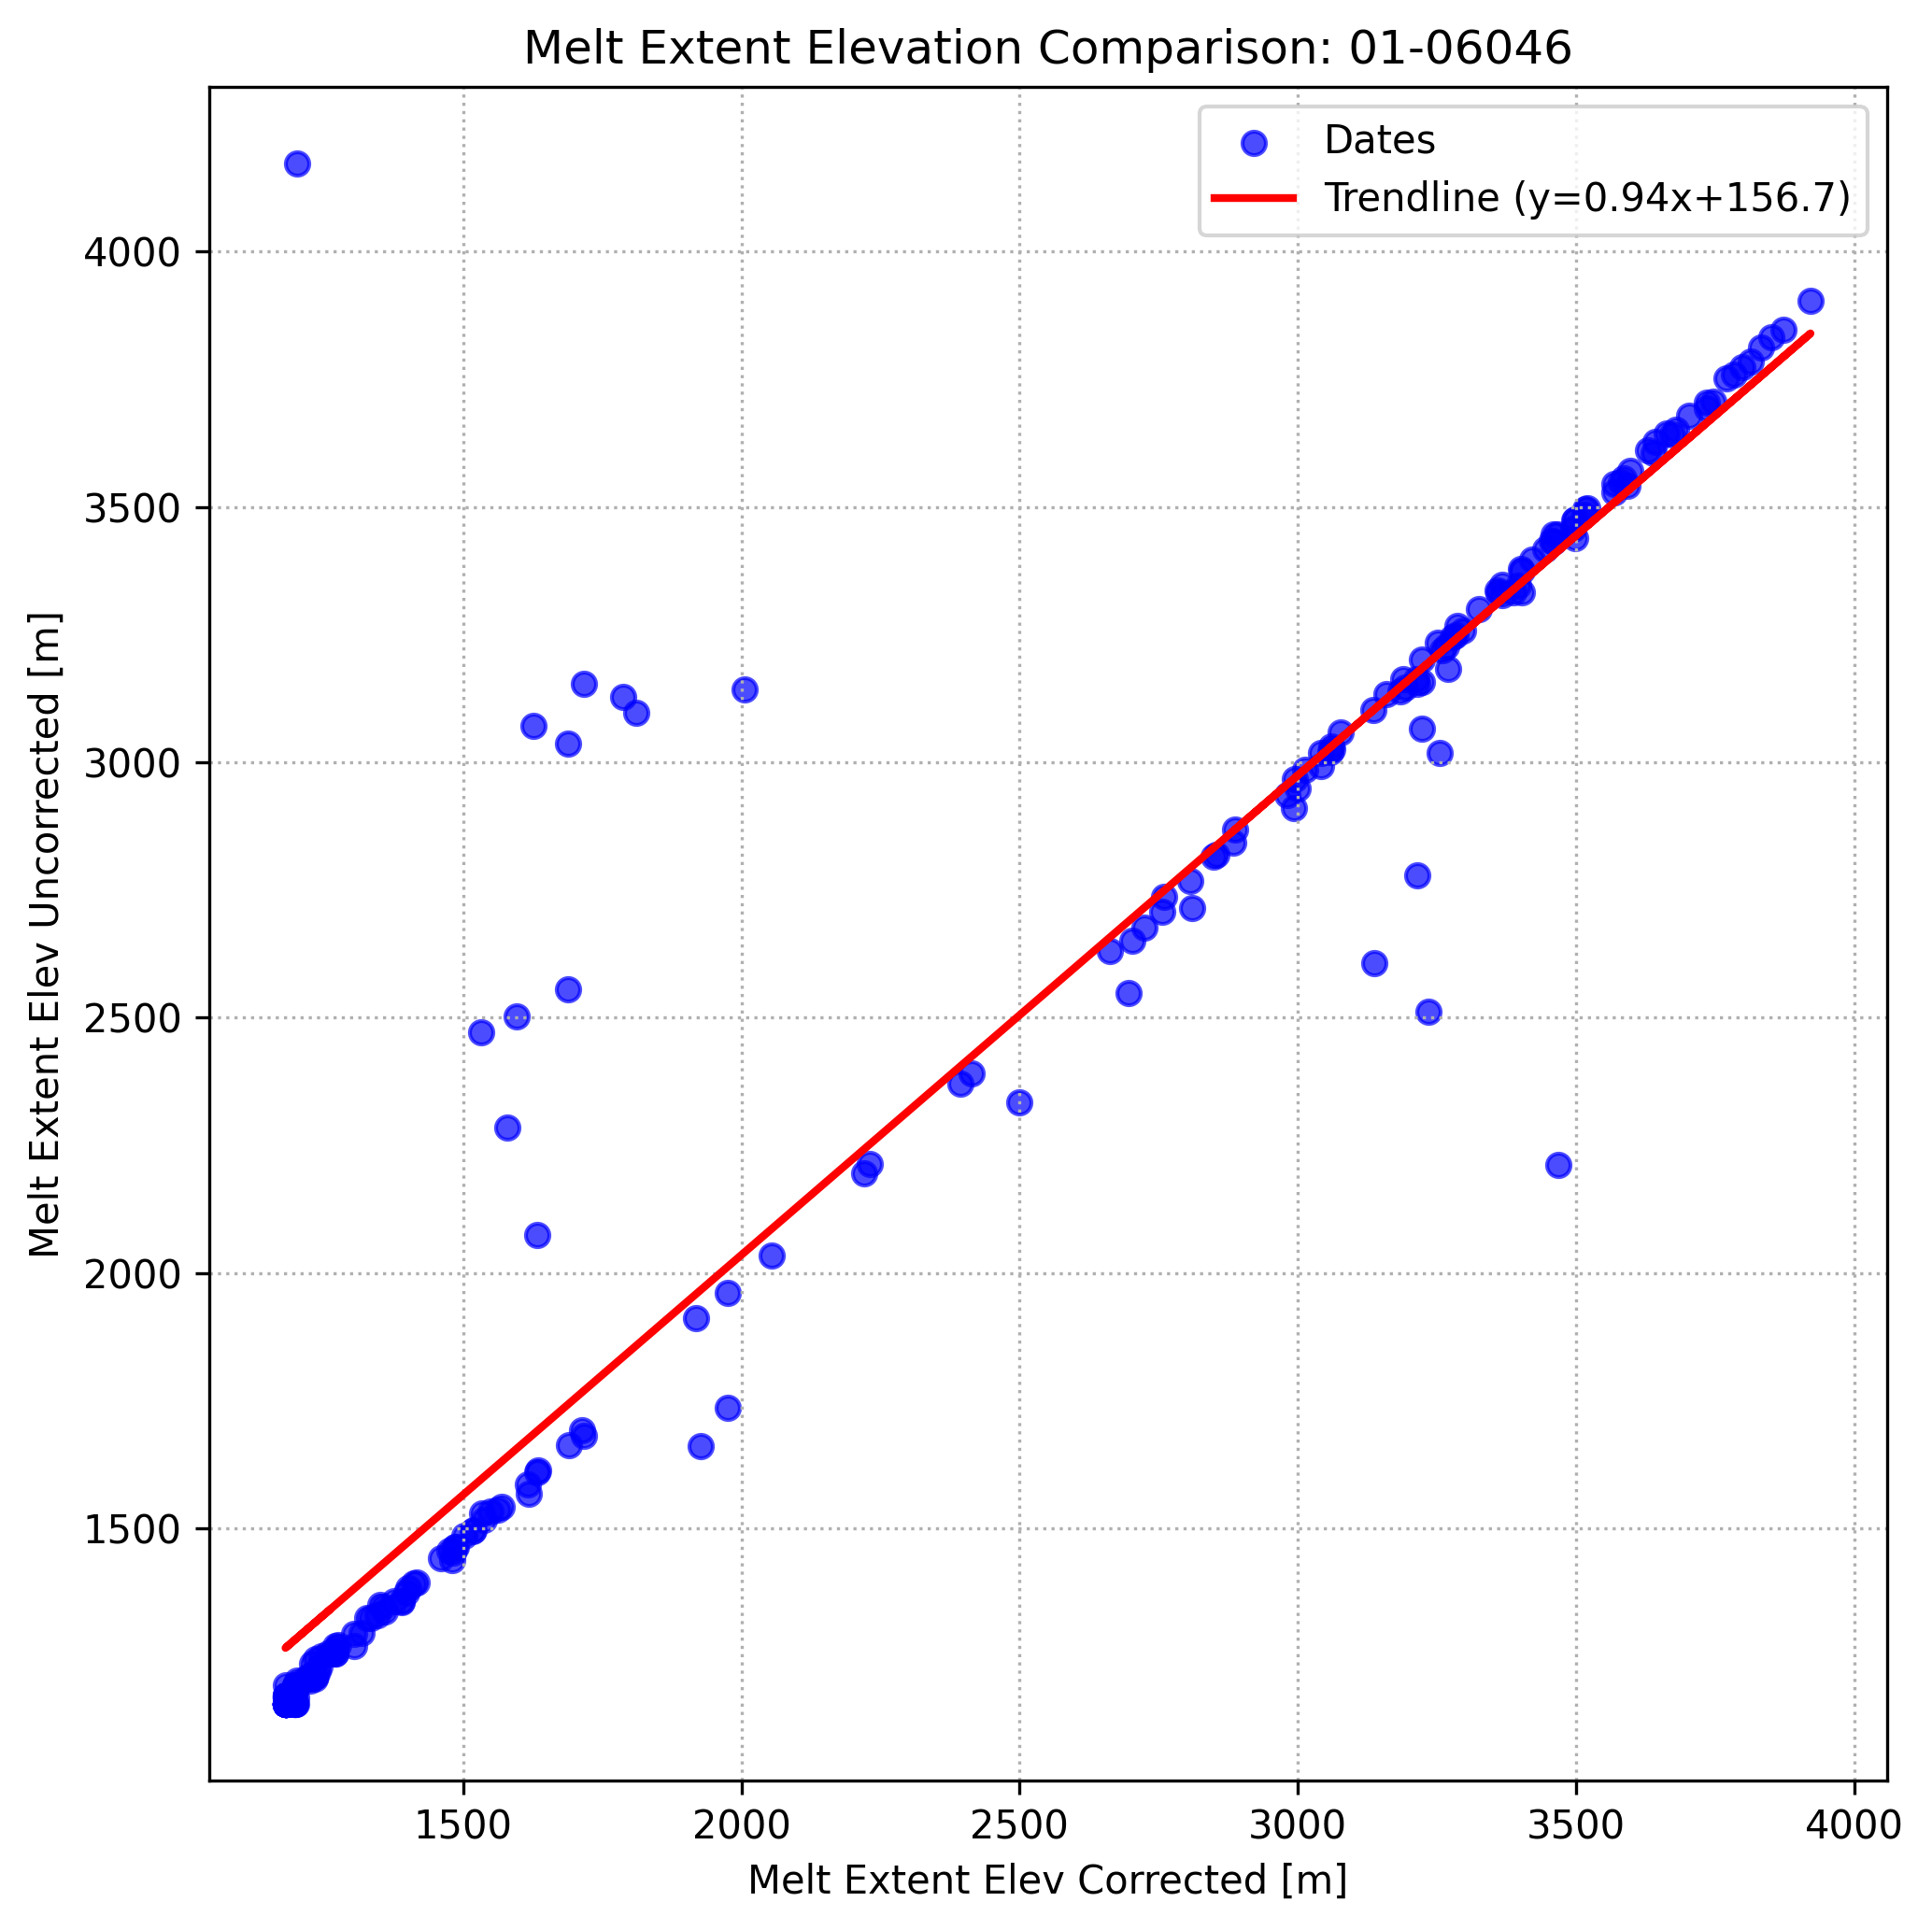 Melt Extent Elevation Comparison: 01-06046
Dates
Trendline (y=0.94x+156.7)
4000
3500
3000
2500
2000
1500
Melt Extent Elev Uncorrected [m]
1500 2000 2500 3000 3500 4000
Melt Extent Elev Corrected [m]